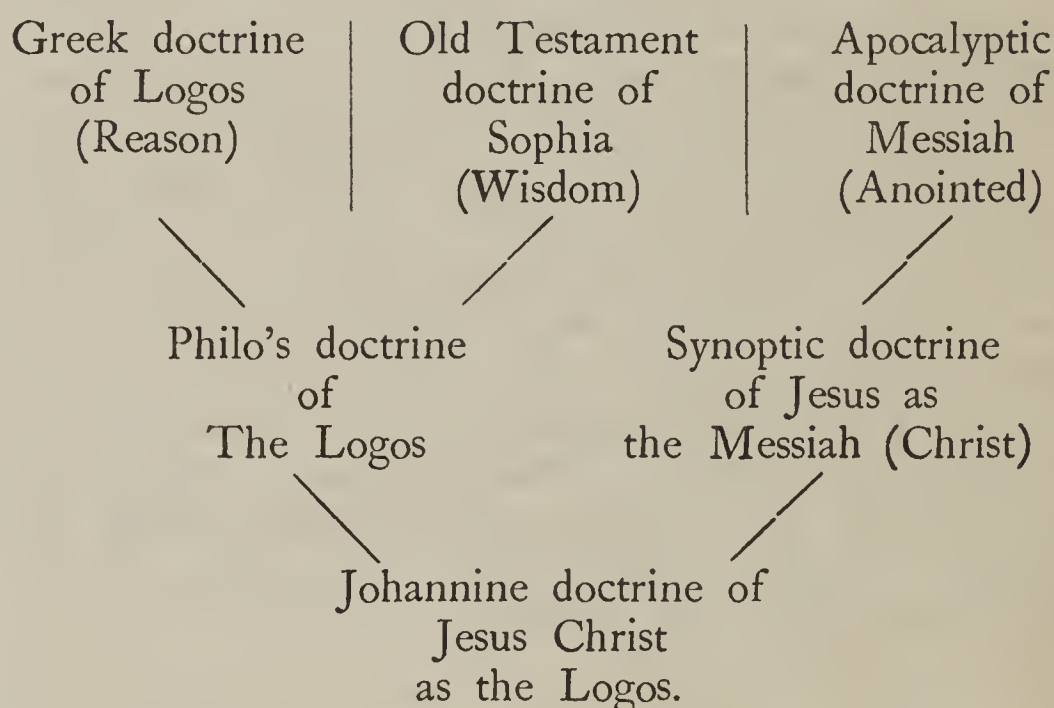 Greek doctrine
of Logos
(Reason)
Old Testament
doctrine of
Sophia
(Wisdom)
Apocalyptic
doctrine of
Messiah
(Anointed)
Philo's doctrine
of
The Logos
Synoptic doctrine
of Jesus as
the Messiah (Christ)
Johannine doctrine of
Jesus Christ
as the Logos.